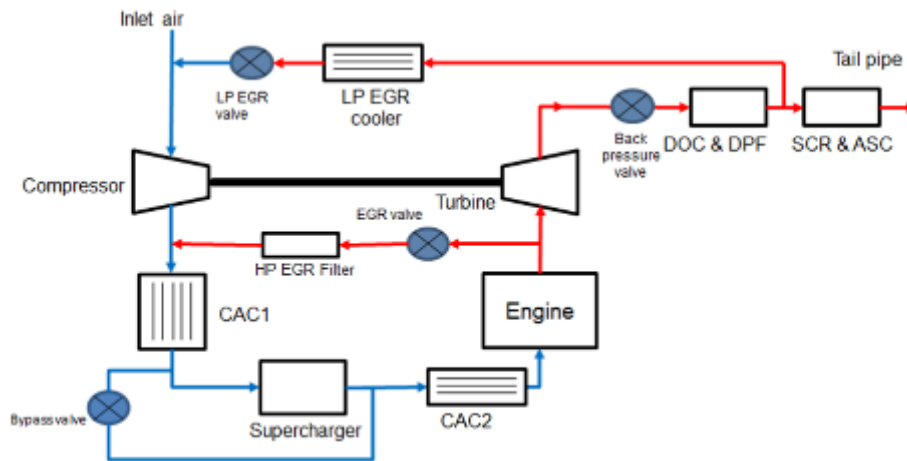 Inlet air
Tail pipe
LP EGR
valve
LP EGR
cooler
Back
pressure
valve
DOC & DPF
SCR & ASC
Compressor
Turbine
EGR valve
HP EGR Filter
CAC1
Engine
Bypass valve
Supercharger
CAC2